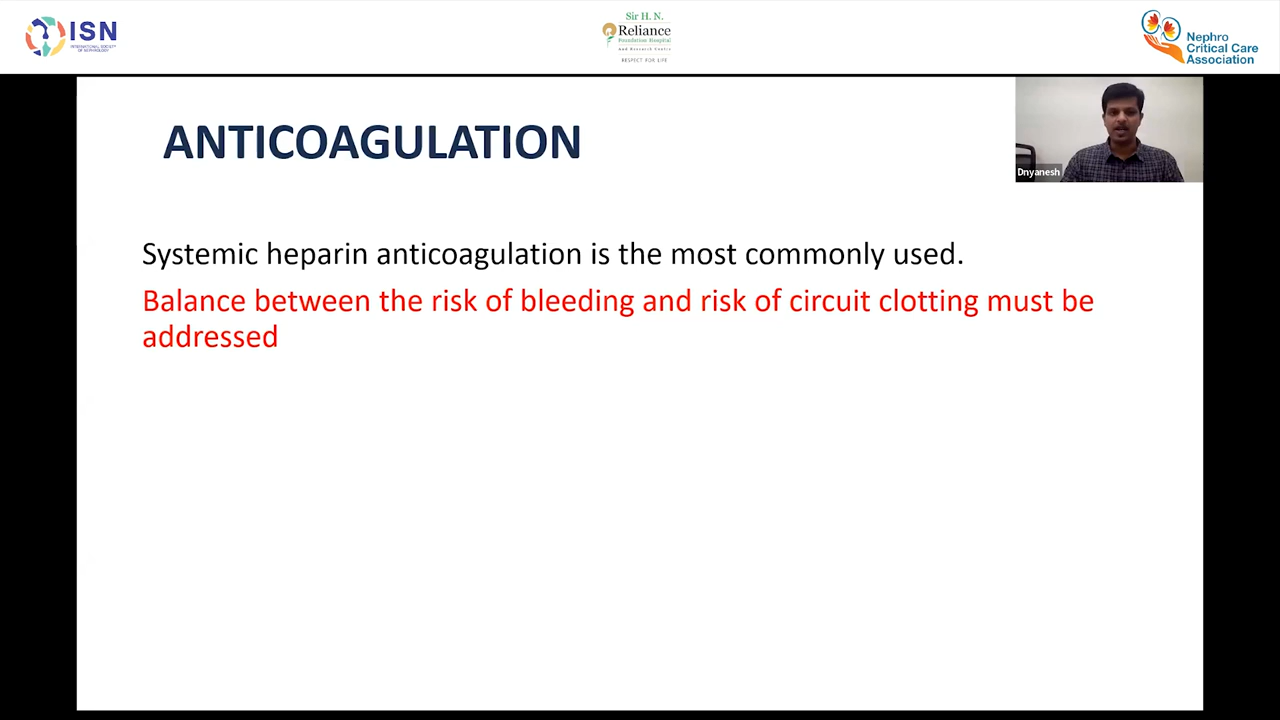 ISN
INTERNATIONAL SOCIETY
OF NEPHROLOGY
Sir H. N.
Reliance
Foundation Hospital
And Research Centre
RESPECT FOR LIFE
Nephro
Critical Care
Association
ANTICOAGULATION
Dnyanesh
Systemic heparin anticoagulation is the most commonly used.
Balance between the risk of bleeding and risk of circuit clotting must be
addressed